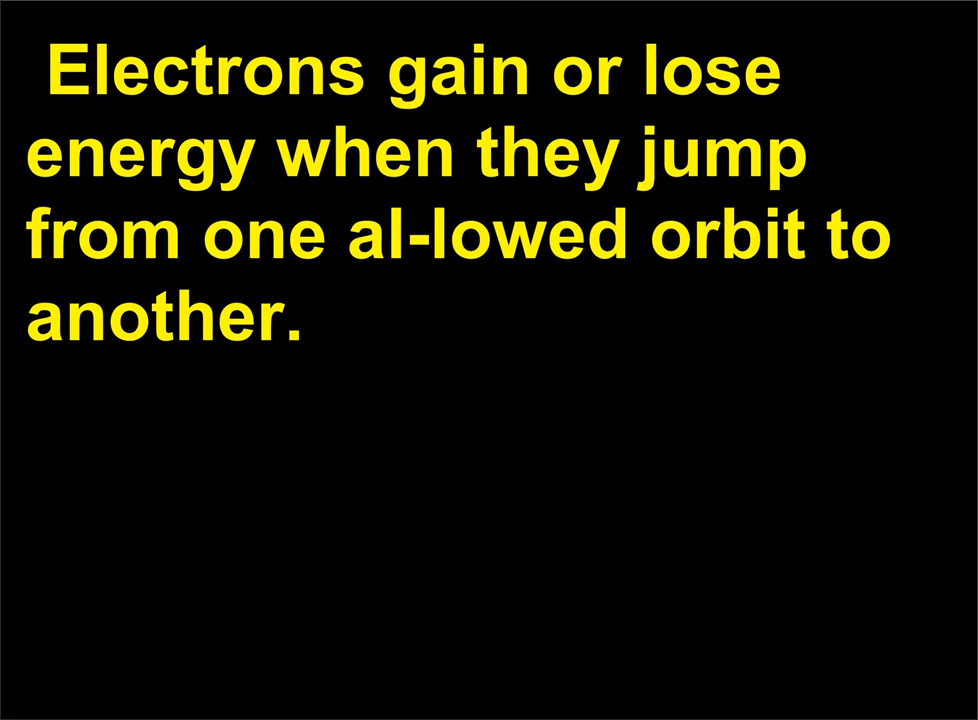 Electrons gain or lose
energy when they jump
from one al-lowed orbit to
another.